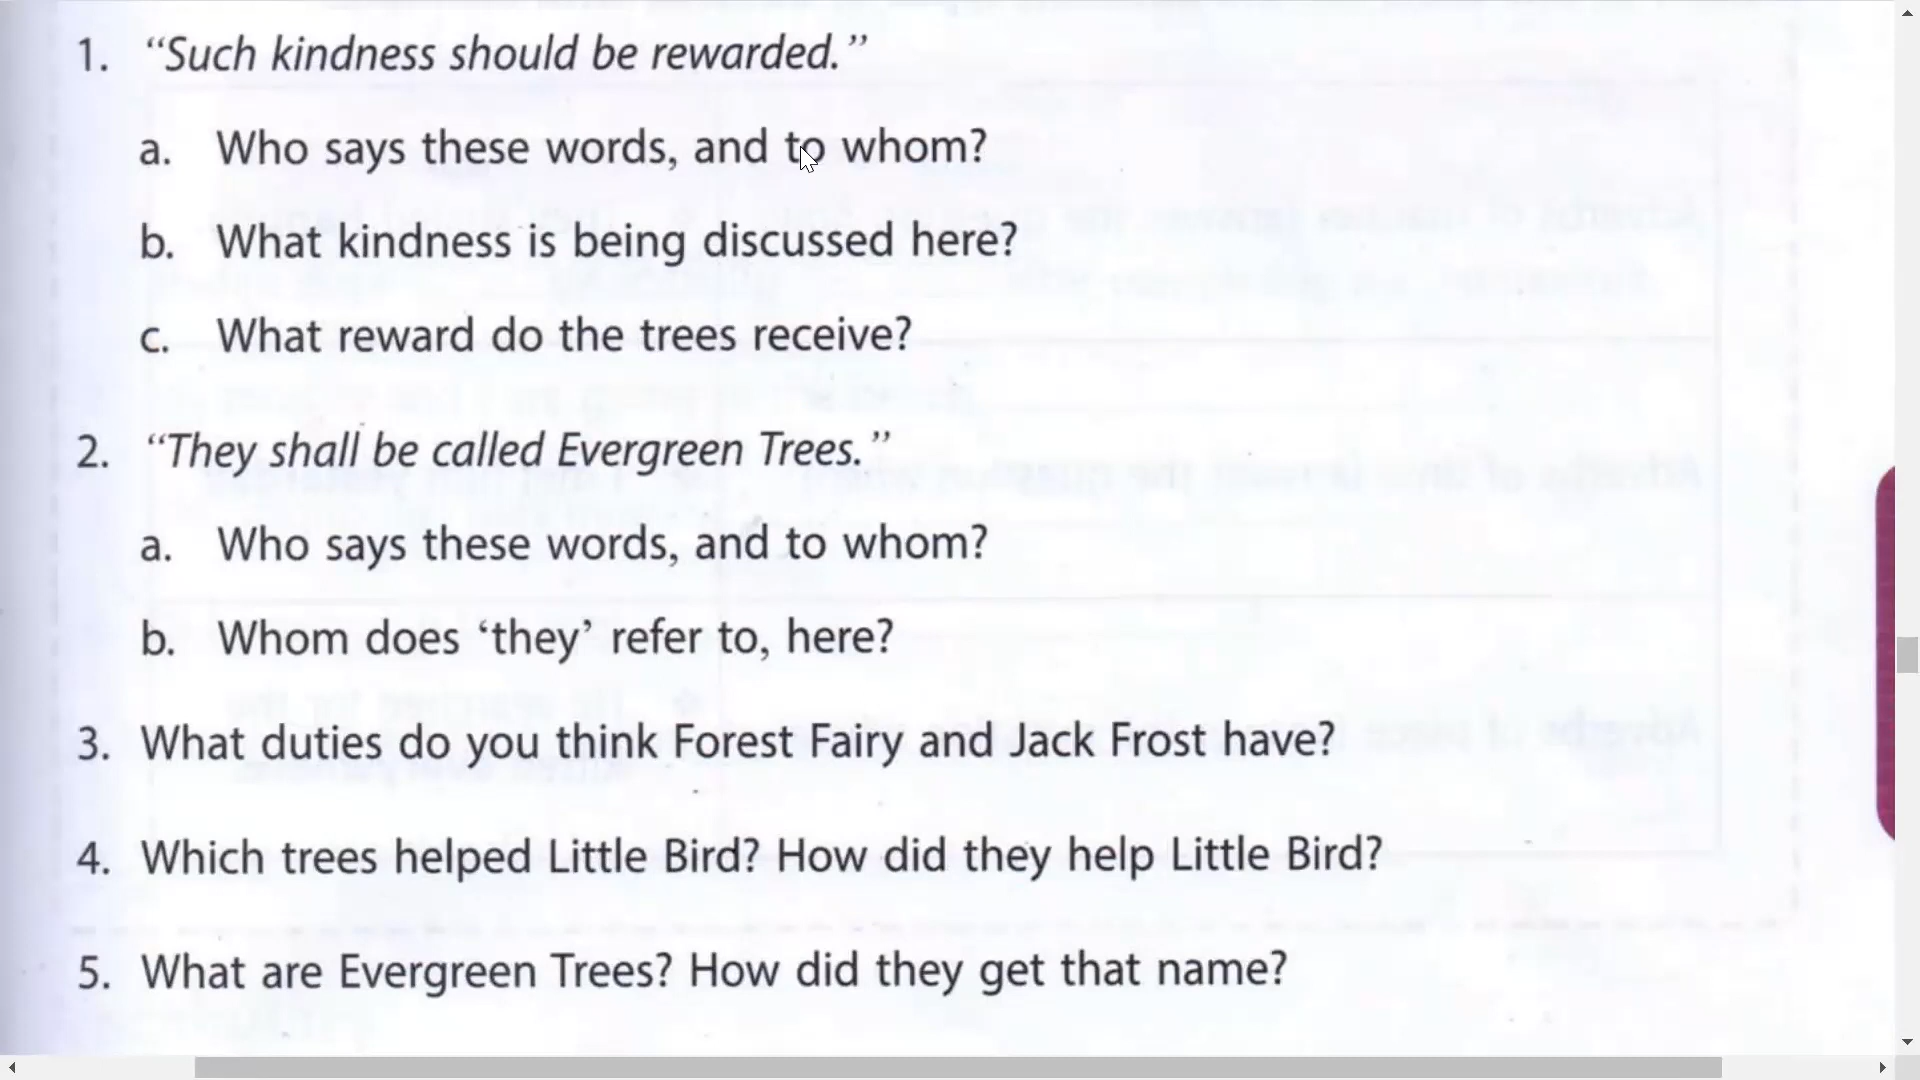 1. “Such kindness should be rewarded.”
a. Who says these words, and to whom?
b. What kindness is being discussed here?
c. What reward do the trees receive?
2. “They shall be called Evergreen Trees.”
a. Who says these words, and to whom?
b. Whom does ‘they’ refer to, here?
3. What duties do you think Forest Fairy and Jack Frost have?
4. Which trees helped Little Bird? How did they help Little Bird?
5. What are Evergreen Trees? How did they get that name?